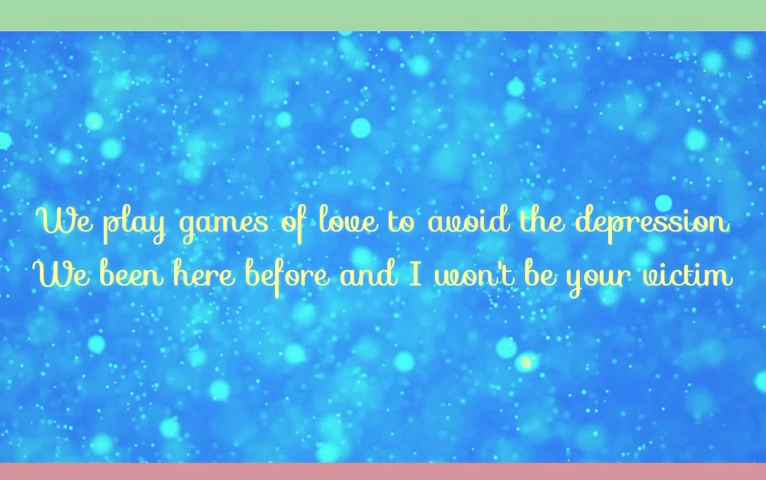 We play games of love to avoid the depression
We been here before and I won't be your victim